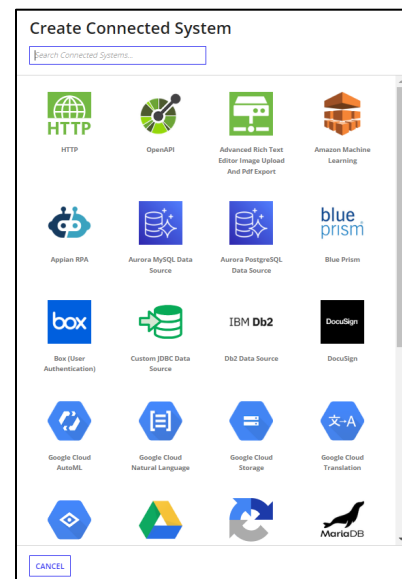 Create Connected System
Search Connected Systems...
HTTP
HTTP
OpenAPI
Advanced Rich Text
Editor Image Upload
And Pdf Export
Amazon Machine
Learning
Appian RPA
Aurora MySQL Data
Source
Aurora PostgreSQL
Data Source
blue
prism
Blue Prism
box
Box (User
Authentication)
Custom JDBC Data
Source
IBM Db2
Db2 Data Source
DocuSign
DocuSign
Google Cloud
AutoML
Google Cloud
Natural Language
Google Cloud
Storage
文→A
Google Cloud
Translation
MariaDB
CANCEL